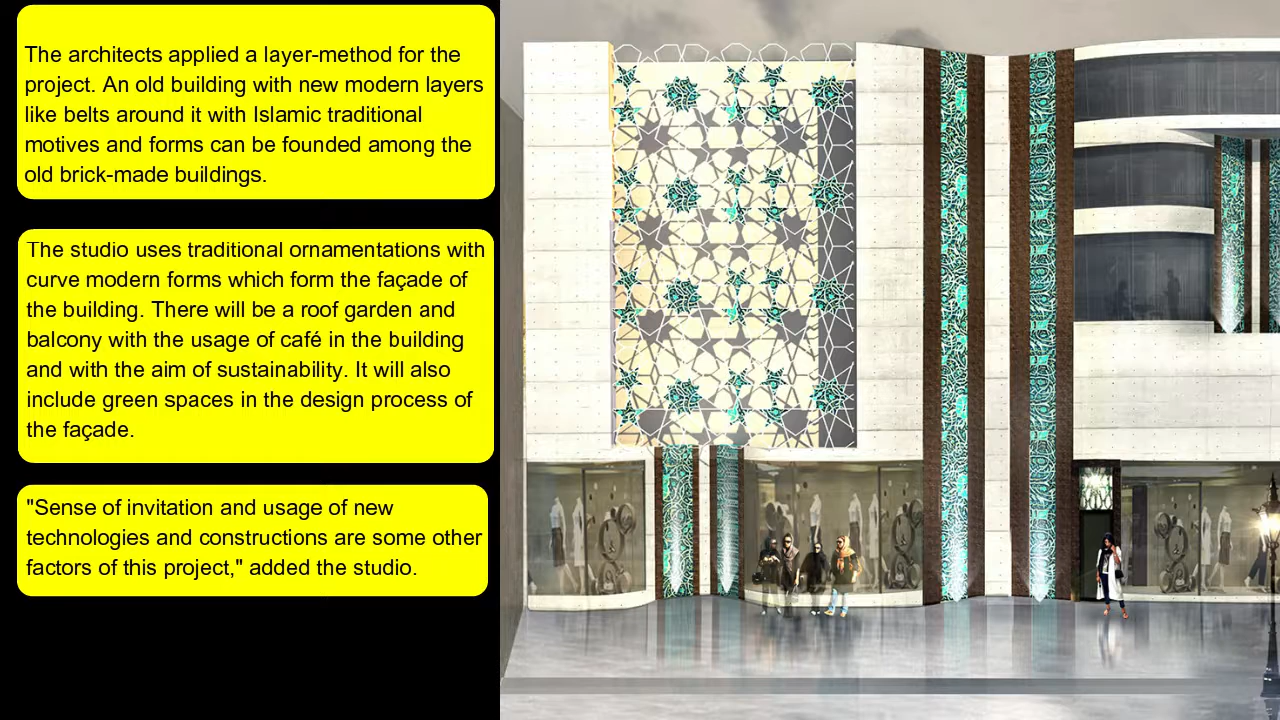 The architects applied a layer-method for the
project. An old building with new modern layers
like belts around it with Islamic traditional
motives and forms can be founded among the
old brick-made buildings.
The studio uses traditional ornamentations with
curve modern forms which form the façade of
the building. There will be a roof garden and
balcony with the usage of café in the building
and with the aim of sustainability. It will also
include green spaces in the design process of
the façade.
"Sense of invitation and usage of new
technologies and constructions are some other
factors of this project," added the studio.